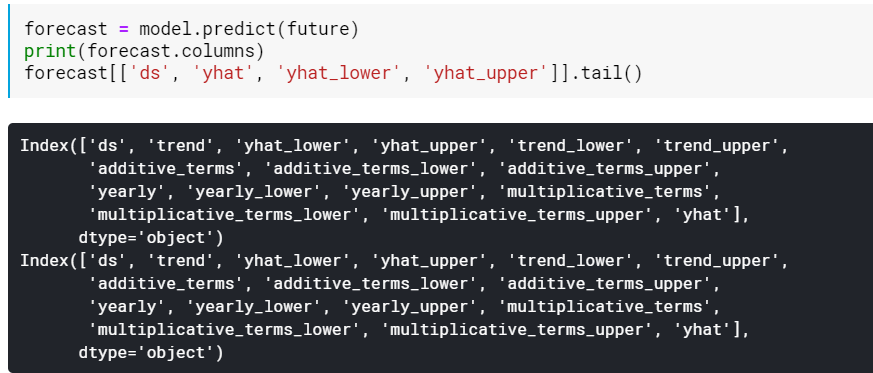 forecast = model.predict(future)
print(forecast.columns)
forecast[['ds', 'yhat', 'yhat_lower', 'yhat_upper']].tail()
Index(['ds', 'trend', 'yhat_lower', 'yhat_upper', 'trend_lower', 'trend_upper',
       'additive_terms', 'additive_terms_lower', 'additive_terms_upper',
       'yearly', 'yearly_lower', 'yearly_upper', 'multiplicative_terms',
       'multiplicative_terms_lower', 'multiplicative_terms_upper', 'yhat'],
      dtype='object')
Index(['ds', 'trend', 'yhat_lower', 'yhat_upper', 'trend_lower', 'trend_upper',
       'additive_terms', 'additive_terms_lower', 'additive_terms_upper',
       'yearly', 'yearly_lower', 'yearly_upper', 'multiplicative_terms',
       'multiplicative_terms_lower', 'multiplicative_terms_upper', 'yhat'],
      dtype='object')